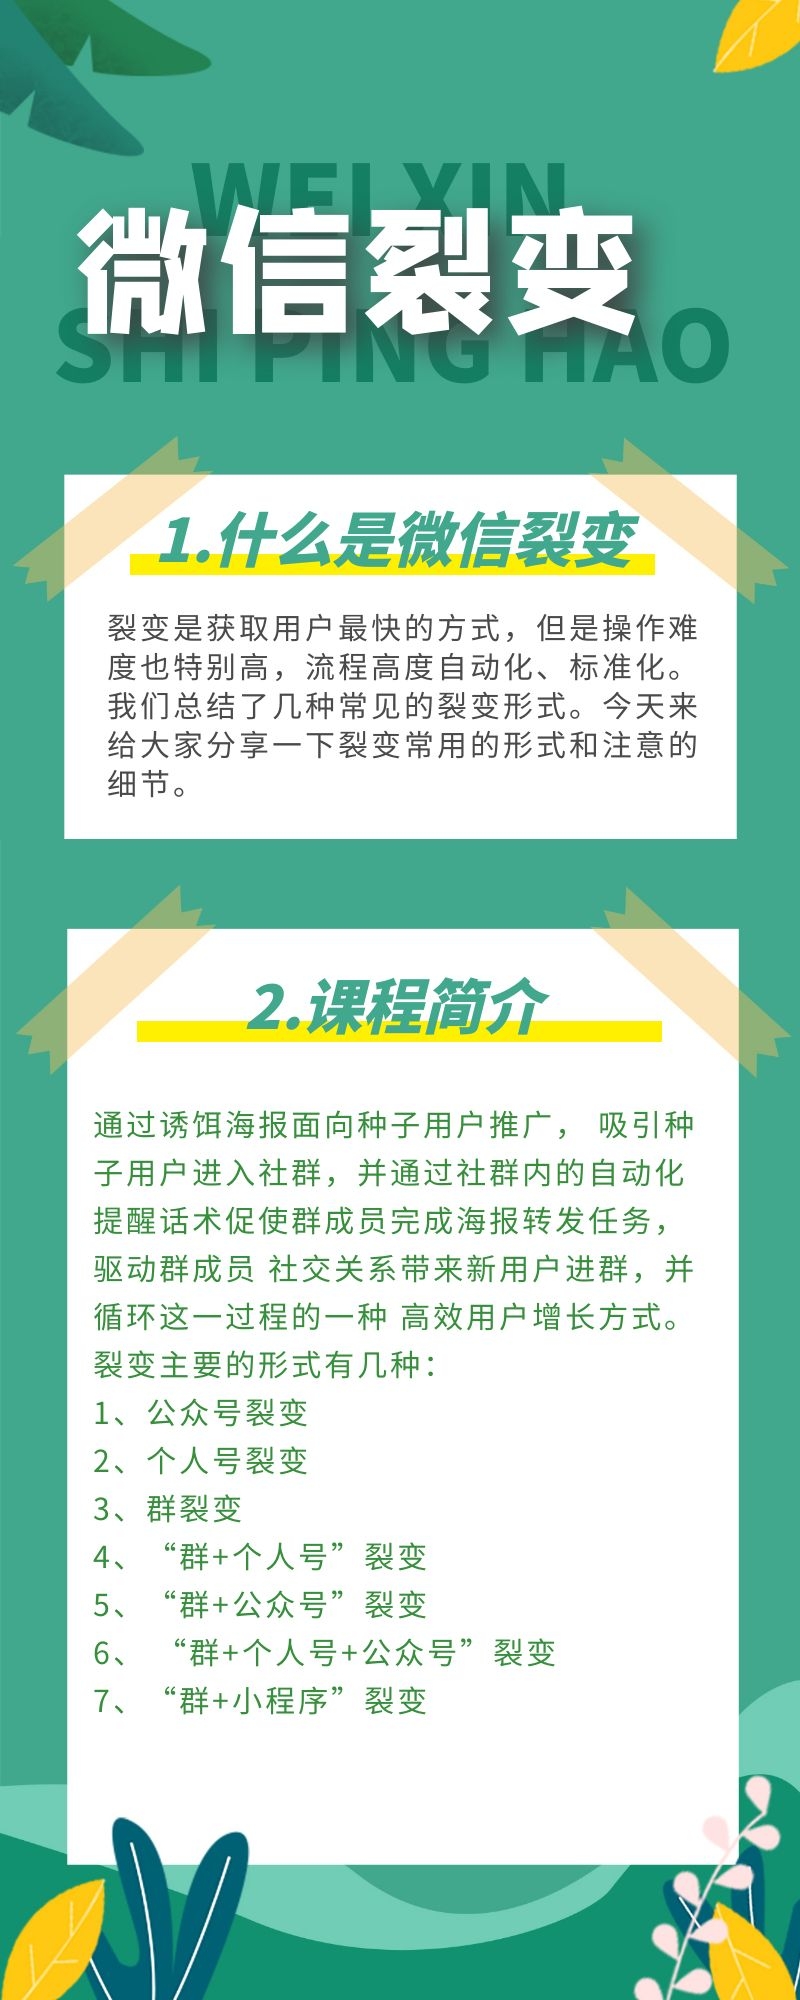 WEI XIN
微信裂变
SHI PING HAO
1.什么是微信裂变
裂变是获取用户最快的方式，但是操作难
度也特别高，流程高度自动化、标准化。
我们总结了几种常见的裂变形式。今天来
给大家分享一下裂变常用的形式和注意的
细节。
2.课程简介
通过诱饵海报面向种子用户推广， 吸引种
子用户进入社群，并通过社群内的自动化
提醒话术促使群成员完成海报转发任务，
驱动群成员 社交关系带来新用户进群，并
循环这一过程的一种 高效用户增长方式。
裂变主要的形式有几种：
1、公众号裂变
2、个人号裂变
3、群裂变
4、“群+个人号”裂变
5、“群+公众号”裂变
6、 “群+个人号+公众号”裂变
7、“群+小程序”裂变